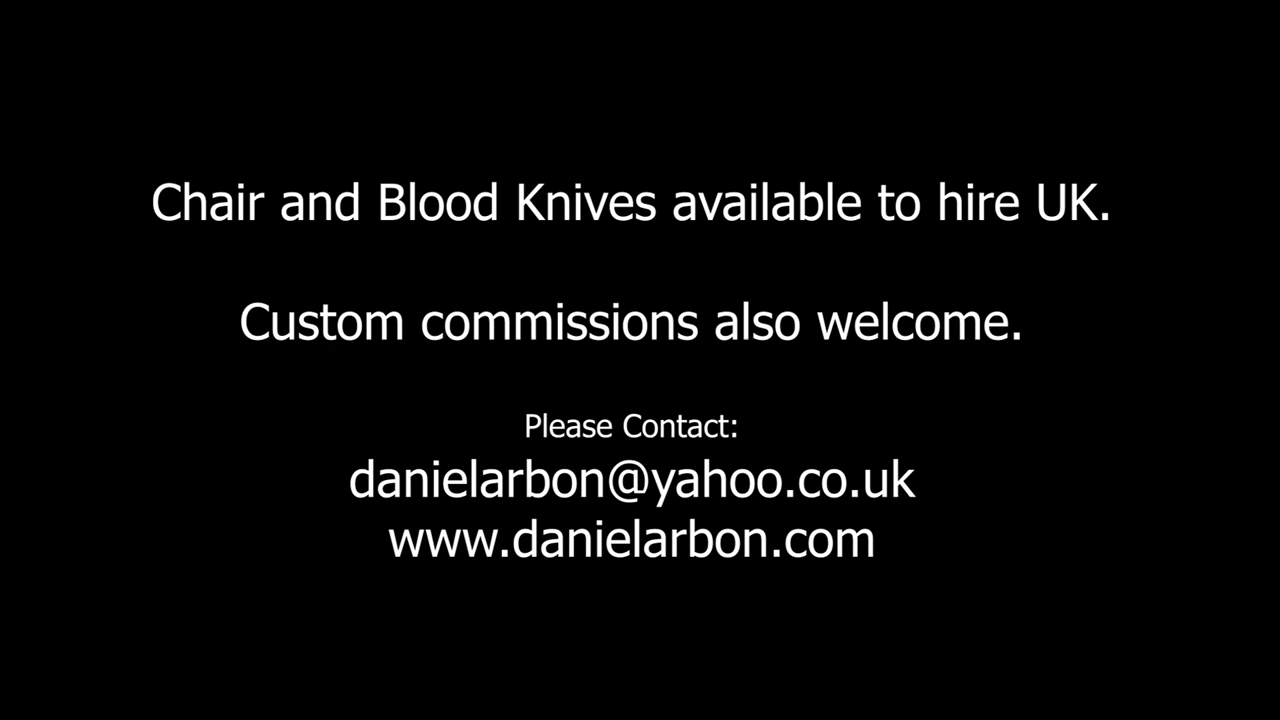 Chair and Blood Knives available to hire UK.
Custom commissions also welcome.
Please Contact:
danielarbon@yahoo.co.uk
www.danielarbon.com